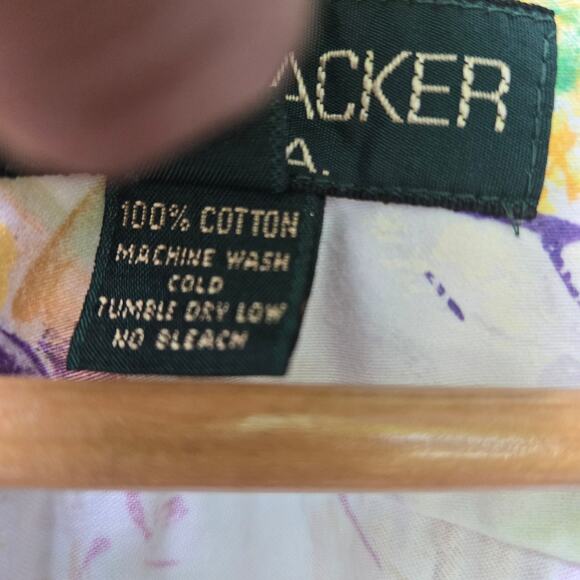 ACKER
A.
100% COTTON
MACHINE WASH
COLD
TUMBLE DRY LOW
NO BLEACH